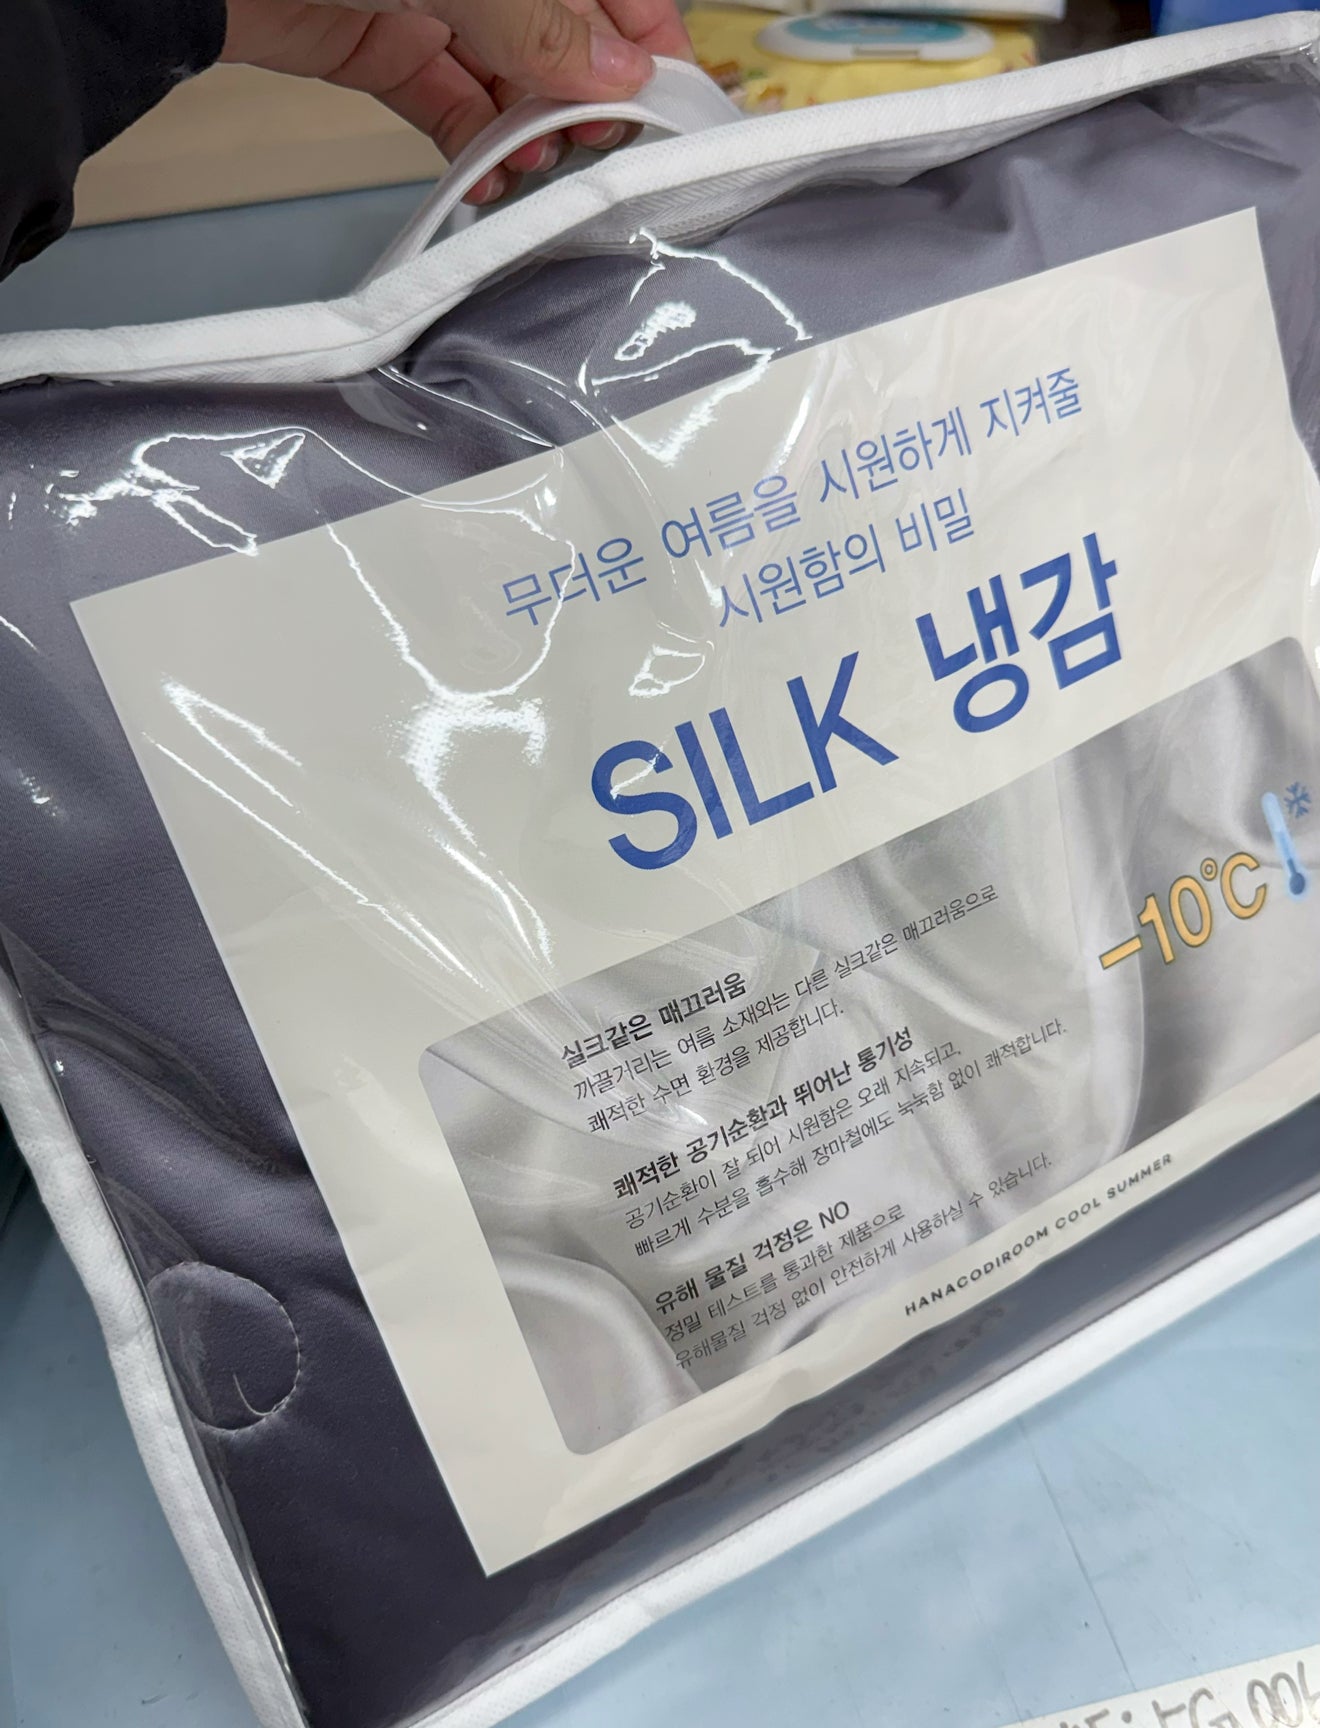 무더운 여름을 시원하게 지켜줄
시원함의 비밀
SILK 냉감
-10℃
실크같은 매끄러움
까끌거리는 여름 소재와는 다른 실크같은 매끄러움으로
쾌적한 수면 환경을 제공합니다.
쾌적한 공기순환과 뛰어난 통기성
공기순환이 잘 되어 시원함은 오래 지속되고,
빠르게 수분을 흡수해 장마철에도 눅눅함 없이 쾌적합니다.
유해 물질 걱정은 NO
정밀 테스트를 통과한 제품으로
유해물질 걱정 없이 안전하게 사용하실 수 있습니다.
HANACODIROOM COOL SUMMER